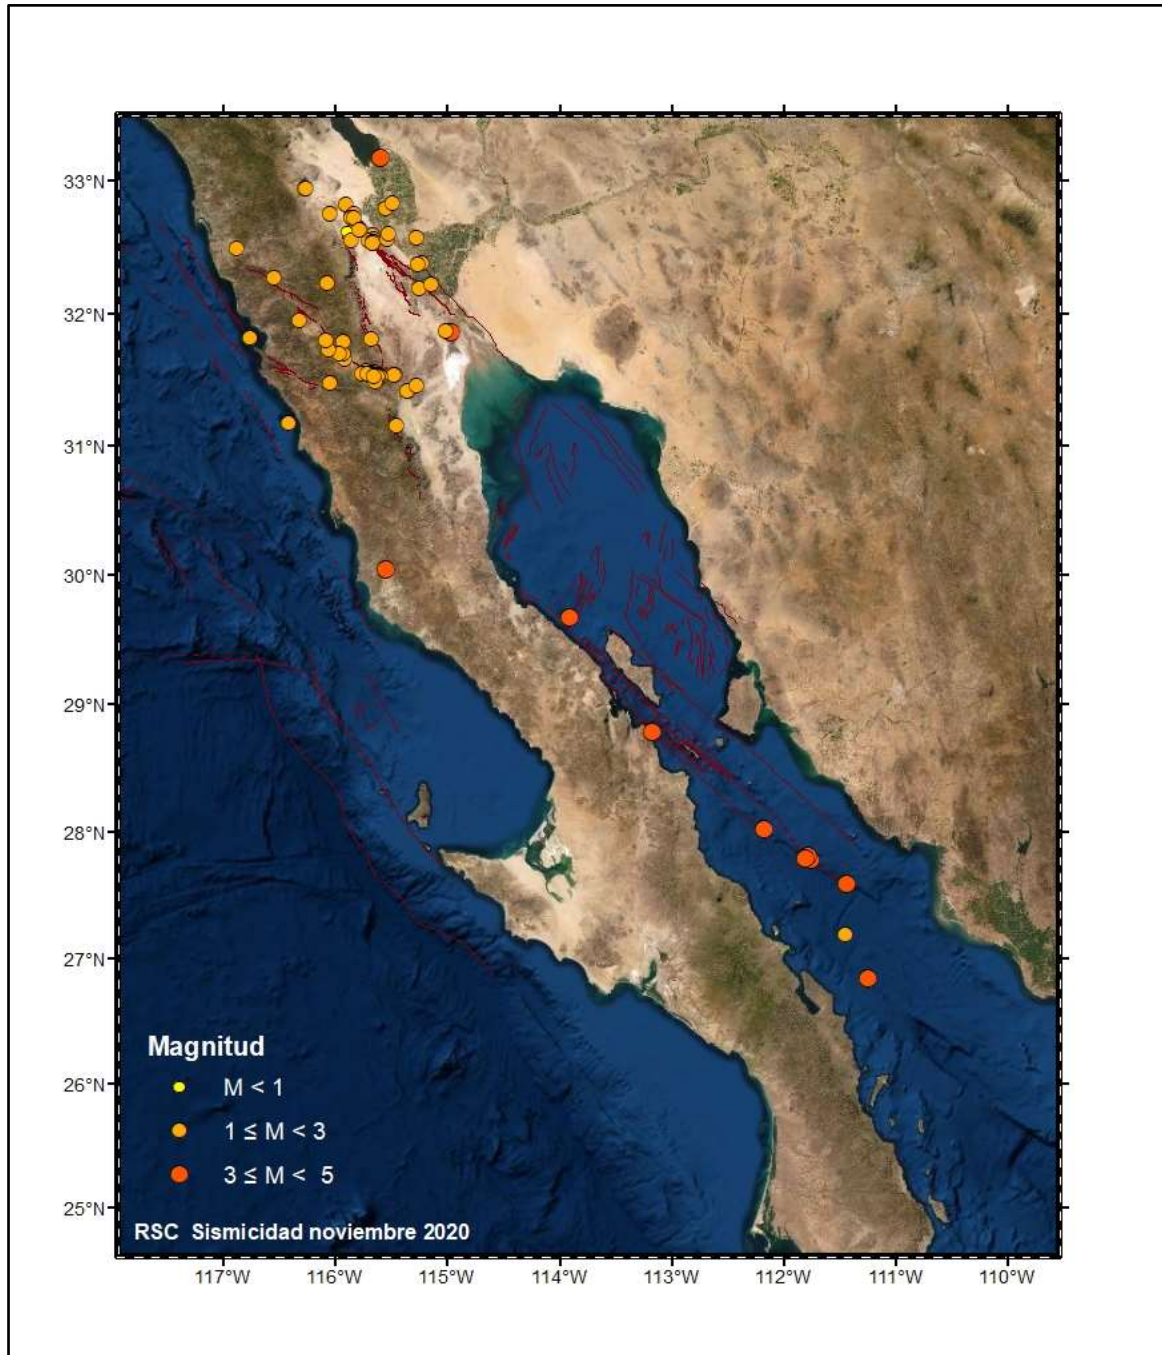 33°N
32°N
31°N
30°N
29°N
28°N
27°N
26°N
25°N
Magnitud
M < 1
1 ≤ M < 3
3 ≤ M <  5
RSC  Sismicidad noviembre 2020
117°W 116°W 115°W 114°W 113°W 112°W 111°W 110°W